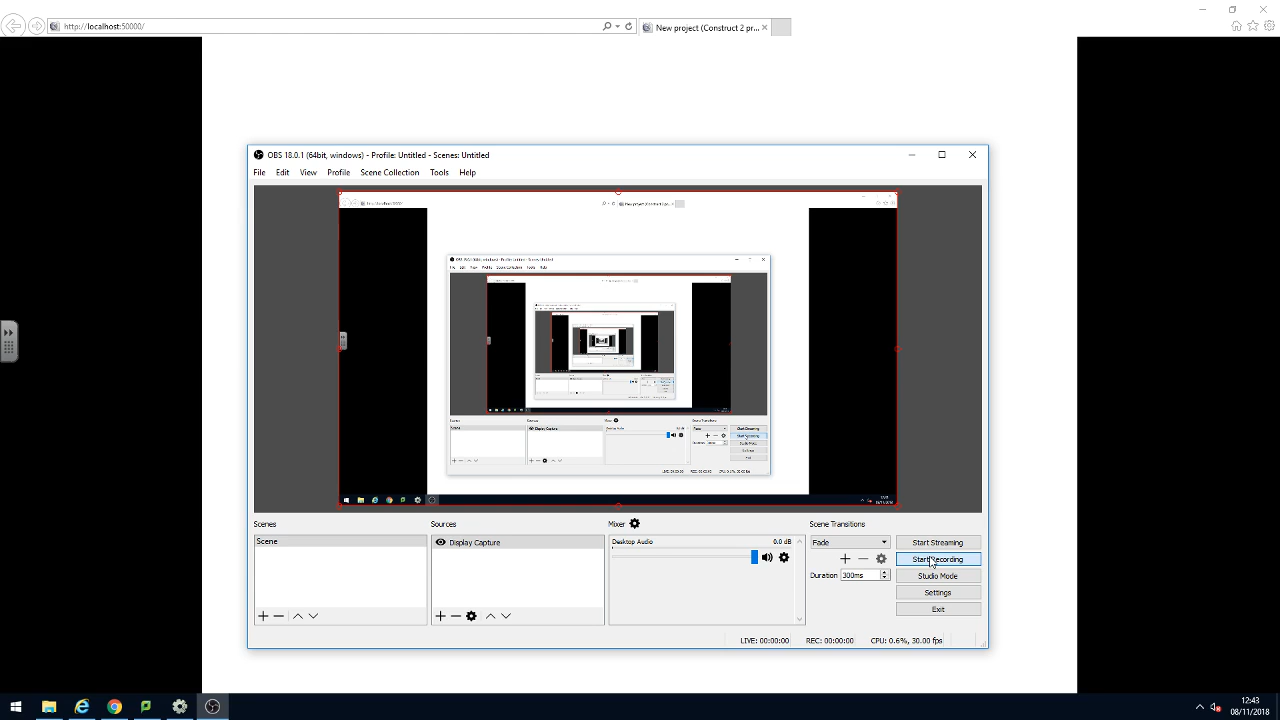 http://localhost:50000/
New project (Construct 2 pr...
OBS 18.0.1 (64bit, windows) - Profile: Untitled - Scenes: Untitled
File Edit View Profile Scene Collection Tools Help
Scenes
Sources
Mixer
Scene Transitions
Scene
Display Capture
Desktop Audio 0.0 dB
Fade
Start Streaming
Start Recording
Duration 300ms
Studio Mode
Settings
Exit
LIVE: 00:00:00 REC: 00:00:00 CPU: 0.6%, 30.00 fps
12:43
08/11/2018